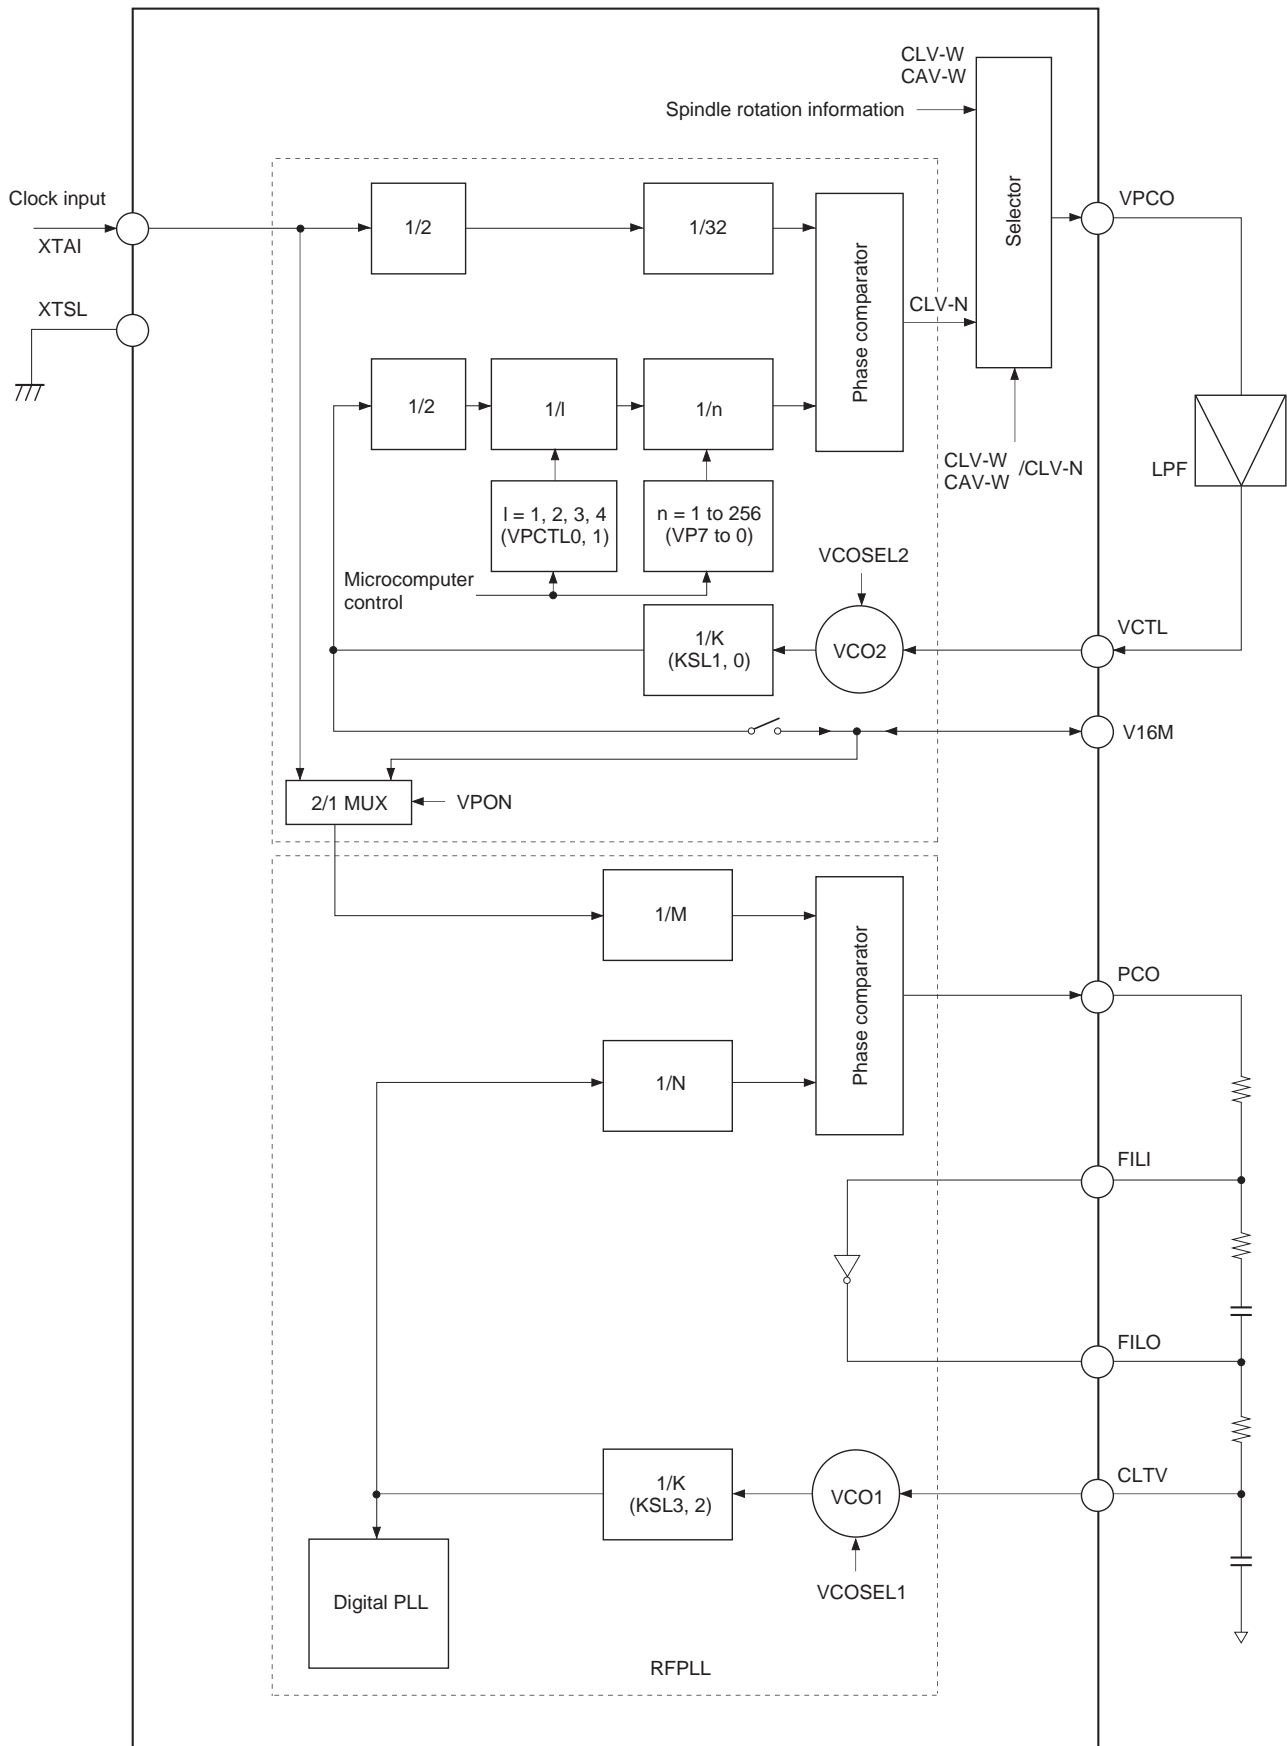 CLV-W
CAV-W
Spindle rotation information
Clock input
XTAI
XTSL
1/2
1/32
Phase comparator
Selector
VPCO
CLV-N
1/2
1/l
1/n
CLV-W
CAV-W
/CLV-N
LPF
l = 1, 2, 3, 4
(VPCTL0, 1)
n = 1 to 256
(VP7 to 0)
Microcomputer
control
VCOSEL2
1/K
(KSL1, 0)
VCO2
VCTL
V16M
2/1 MUX
VPON
1/M
Phase comparator
PCO
1/N
FILI
FILO
1/K
(KSL3, 2)
VCO1
CLTV
VCOSEL1
Digital PLL
RFPLL